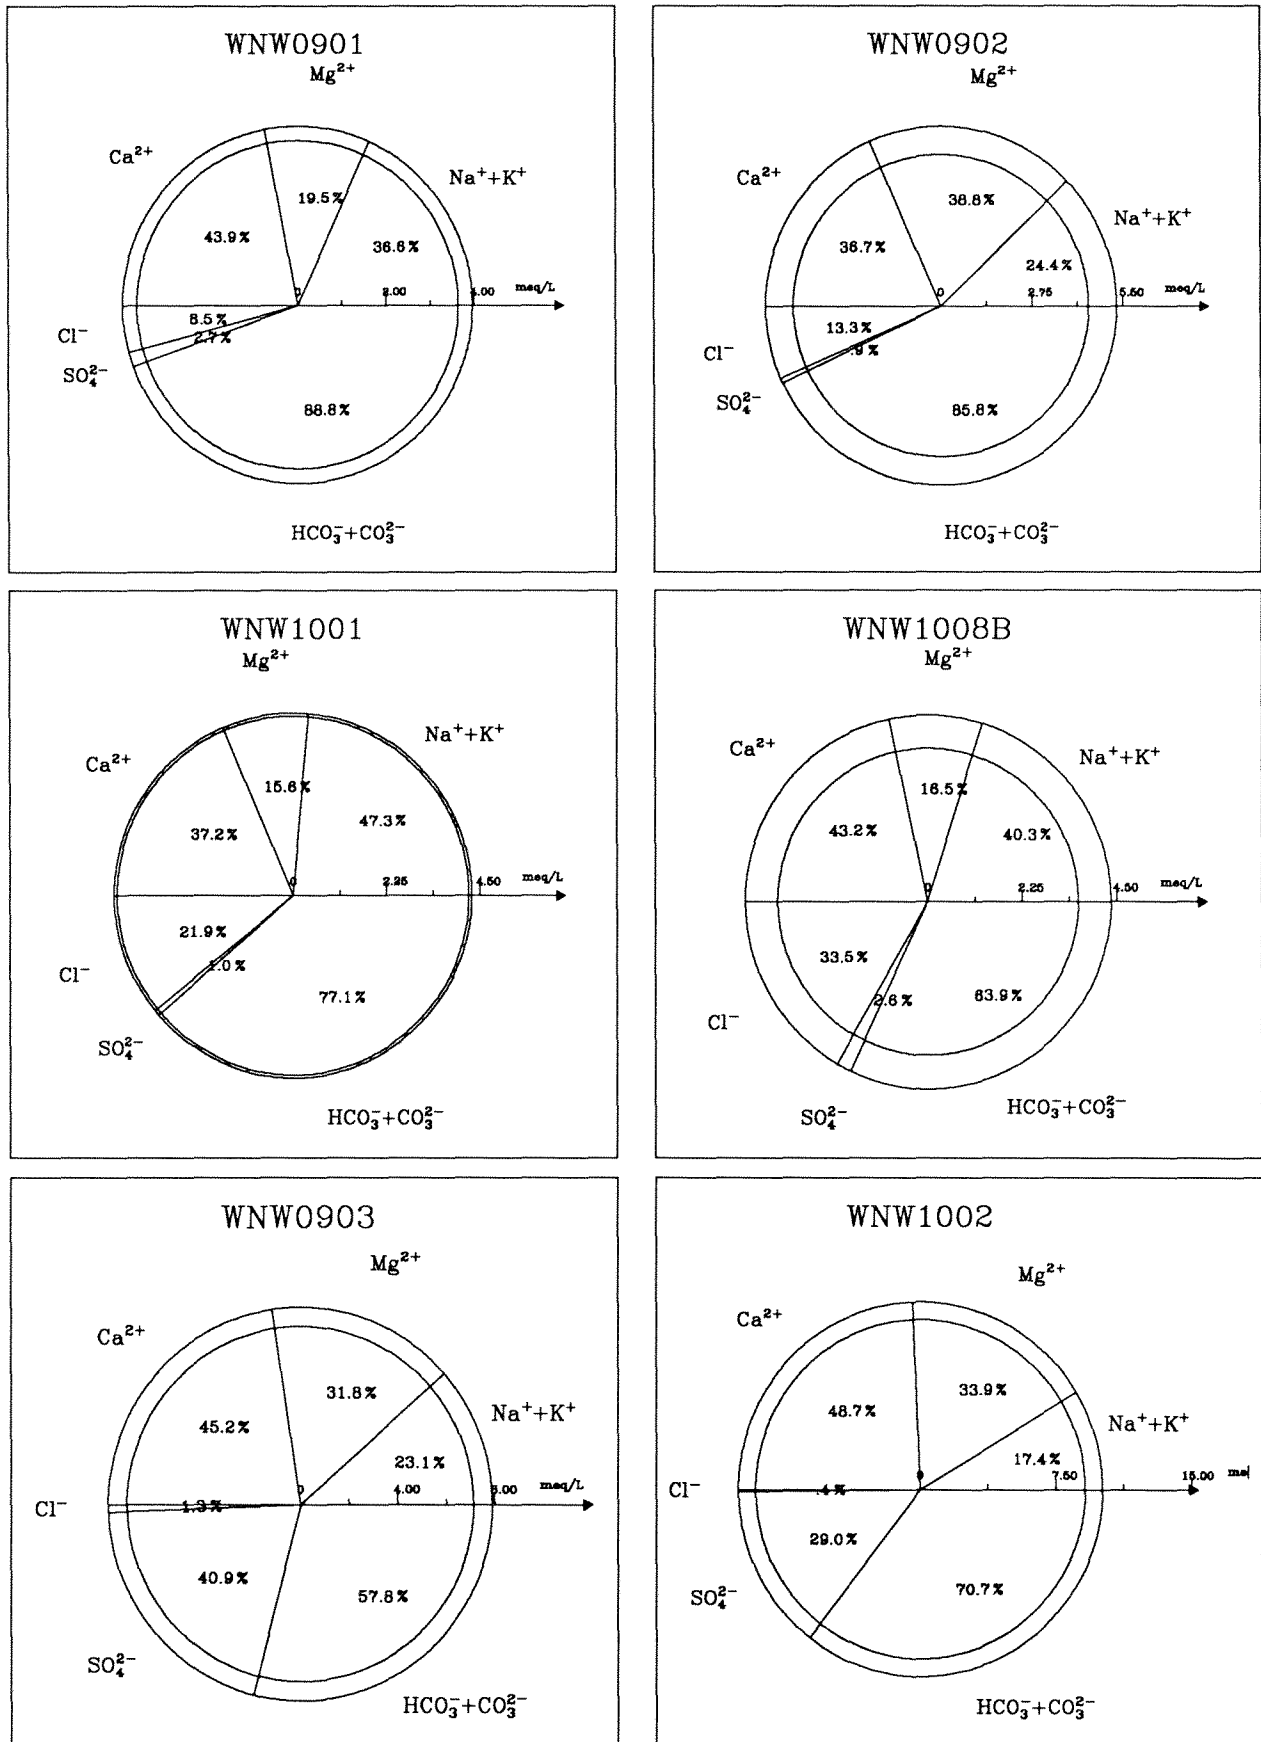 WNW0901
Mg²⁺
Ca²⁺
Na⁺+K⁺
19.5%
43.9%
36.6%
0 2.00 4.00 meq/L
8.5%
2.7%
Cl⁻
SO₄²⁻
88.8%
HCO₃⁻+CO₃²⁻
WNW0902
Mg²⁺
Ca²⁺
38.8%
Na⁺+K⁺
36.7%
24.4%
0 2.75 5.50 meq/L
13.3%
.9%
Cl⁻
SO₄²⁻
85.8%
HCO₃⁻+CO₃²⁻
WNW1001
Mg²⁺
Na⁺+K⁺
Ca²⁺
15.6%
37.2%
47.3%
0 2.25 4.50 meq/L
21.9%
1.0%
Cl⁻
77.1%
SO₄²⁻
HCO₃⁻+CO₃²⁻
WNW1008B
Mg²⁺
Ca²⁺
Na⁺+K⁺
16.5%
43.2%
40.3%
0 2.25 4.50 meq/L
33.5%
2.6%
63.9%
Cl⁻
SO₄²⁻
HCO₃⁻+CO₃²⁻
WNW0903
Mg²⁺
Ca²⁺
31.8%
Na⁺+K⁺
45.2%
23.1%
0 4.00 8.00 meq/L
Cl⁻
1.3%
40.9%
57.8%
SO₄²⁻
HCO₃⁻+CO₃²⁻
WNW1002
Mg²⁺
Ca²⁺
33.9%
Na⁺+K⁺
48.7%
17.4%
0 7.50 15.00 me
Cl⁻
.4%
29.0%
SO₄²⁻
70.7%
HCO₃⁻+CO₃²⁻